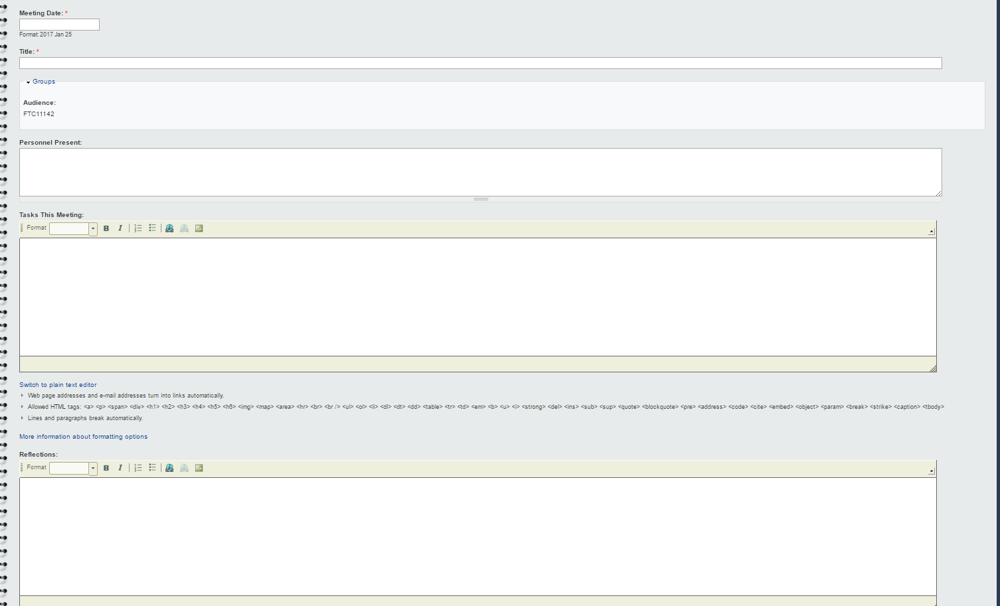 Meeting Date: *
Format: 2017 Jan 25
Title: *
Groups
Audience:
FTC11142
Personnel Present:
Tasks This Meeting:
Format B I
Switch to plain text editor
Web page addresses and e-mail addresses turn into links automatically.
Allowed HTML tags: <a> <p> <span> <div> <h1> <h2> <h3> <h4> <h5> <h6> <img> <map> <area> <hr> <br> <br /> <ul> <ol> <li> <dl> <dt> <dd> <table> <tr> <td> <em> <b> <u> <i> <strong> <del> <ins> <sub> <sup> <quote> <blockquote> <pre> <address> <code> <cite> <embed> <object> <param> <break> <strike> <caption> <tbody>
Lines and paragraphs break automatically.
More information about formatting options
Reflections:
Format B I